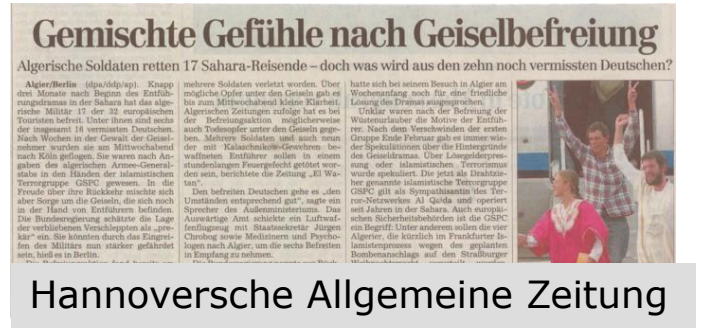 Gemischte Gefühle nach Geiselbefreiung
Algerische Soldaten retten 17 Sahara-Reisende – doch was wird aus den zehn noch vermissten Deutschen?
Algier/Berlin (dpa/ddp/ap). Knapp
drei Monate nach Beginn des Entfüh-
rungsdramas in der Sahara hat das alge-
rische Militär 17 der 32 europäischen
Touristen befreit. Unter ihnen sind sechs
der insgesamt 16 vermissten Deutschen.
Nach Wochen in der Gewalt der Geisel-
nehmer wurden sie am Mittwochabend
nach Köln geflogen. Sie waren nach An-
gaben des algerischen Armee-General-
stabs in den Händen der islamistischen
Terrorgruppe GSPC gewesen. In die
Freude über ihre Rückkehr mischte sich
aber Sorge um die Geiseln, die sich noch
in der Hand von Entführern befinden.
Die Bundesregierung schätzte die Lage
der verbliebenen Verschleppten als „pre-
kär“ ein. Sie könnten durch das Eingrei-
fen des Militärs nun stärker gefährdet
sein, hieß es in Berlin.
mehrere Soldaten verletzt worden. Über
mögliche Opfer unter den Geiseln gab es
bis zum Mittwochabend kleine Klarheit.
Algerischen Zeitungen zufolge hat es bei
der Befreiungsaktion möglicherweise
auch Todesopfer unter den Geiseln gege-
ben. Mehrere Soldaten und auch neun
der mit Kalaschnikow-Gewehren be-
waffneten Entführer sollen in einem
stundenlangen Feuergefecht getötet wor-
den sein, berichtete die Zeitung „El Wa-
tan“.
Den befreiten Deutschen gehe es „den
Umständen entsprechend gut“, sagte ein
Sprecher des Außenministeriums. Das
Auswärtige Amt schickte ein Luftwaf-
fenflugzeug mit Staatssekretär Jürgen
Chrobog sowie Medizinern und Psycho-
logen nach Algier, um die sechs Befreiten
in Empfang zu nehmen.
hatte sich bei seinem Besuch in Algier am
Wochenanfang noch für eine friedliche
Lösung des Dramas ausgesprochen.
Unklar waren nach der Befreiung der
Wüstenurlauber die Motive der Entfüh-
rer. Nach dem Verschwinden der ersten
Gruppe Ende Februar gab es immer wie-
der Spekulationen über die Hintergründe
des Geiseldramas. Über Lösegelderpres-
sung oder islamistischen Terrorismus
wurde spekuliert. Die jetzt als Drahtzie-
her genannte islamistische Terrorgruppe
GSPC gilt als Sympathisantin des Ter-
ror-Netzwerkes Al Qaida und operiert
seit Jahren in der Sahara. Auch europäi-
schen Sicherheitsbehörden ist die GSPC
ein Begriff: Unter anderem sollen die vier
Algerier, die kürzlich im Frankfurter Is-
lamistenprozess wegen des geplanten
Bombenanschlags auf den Straßburger
Hannoversche Allgemeine Zeitung